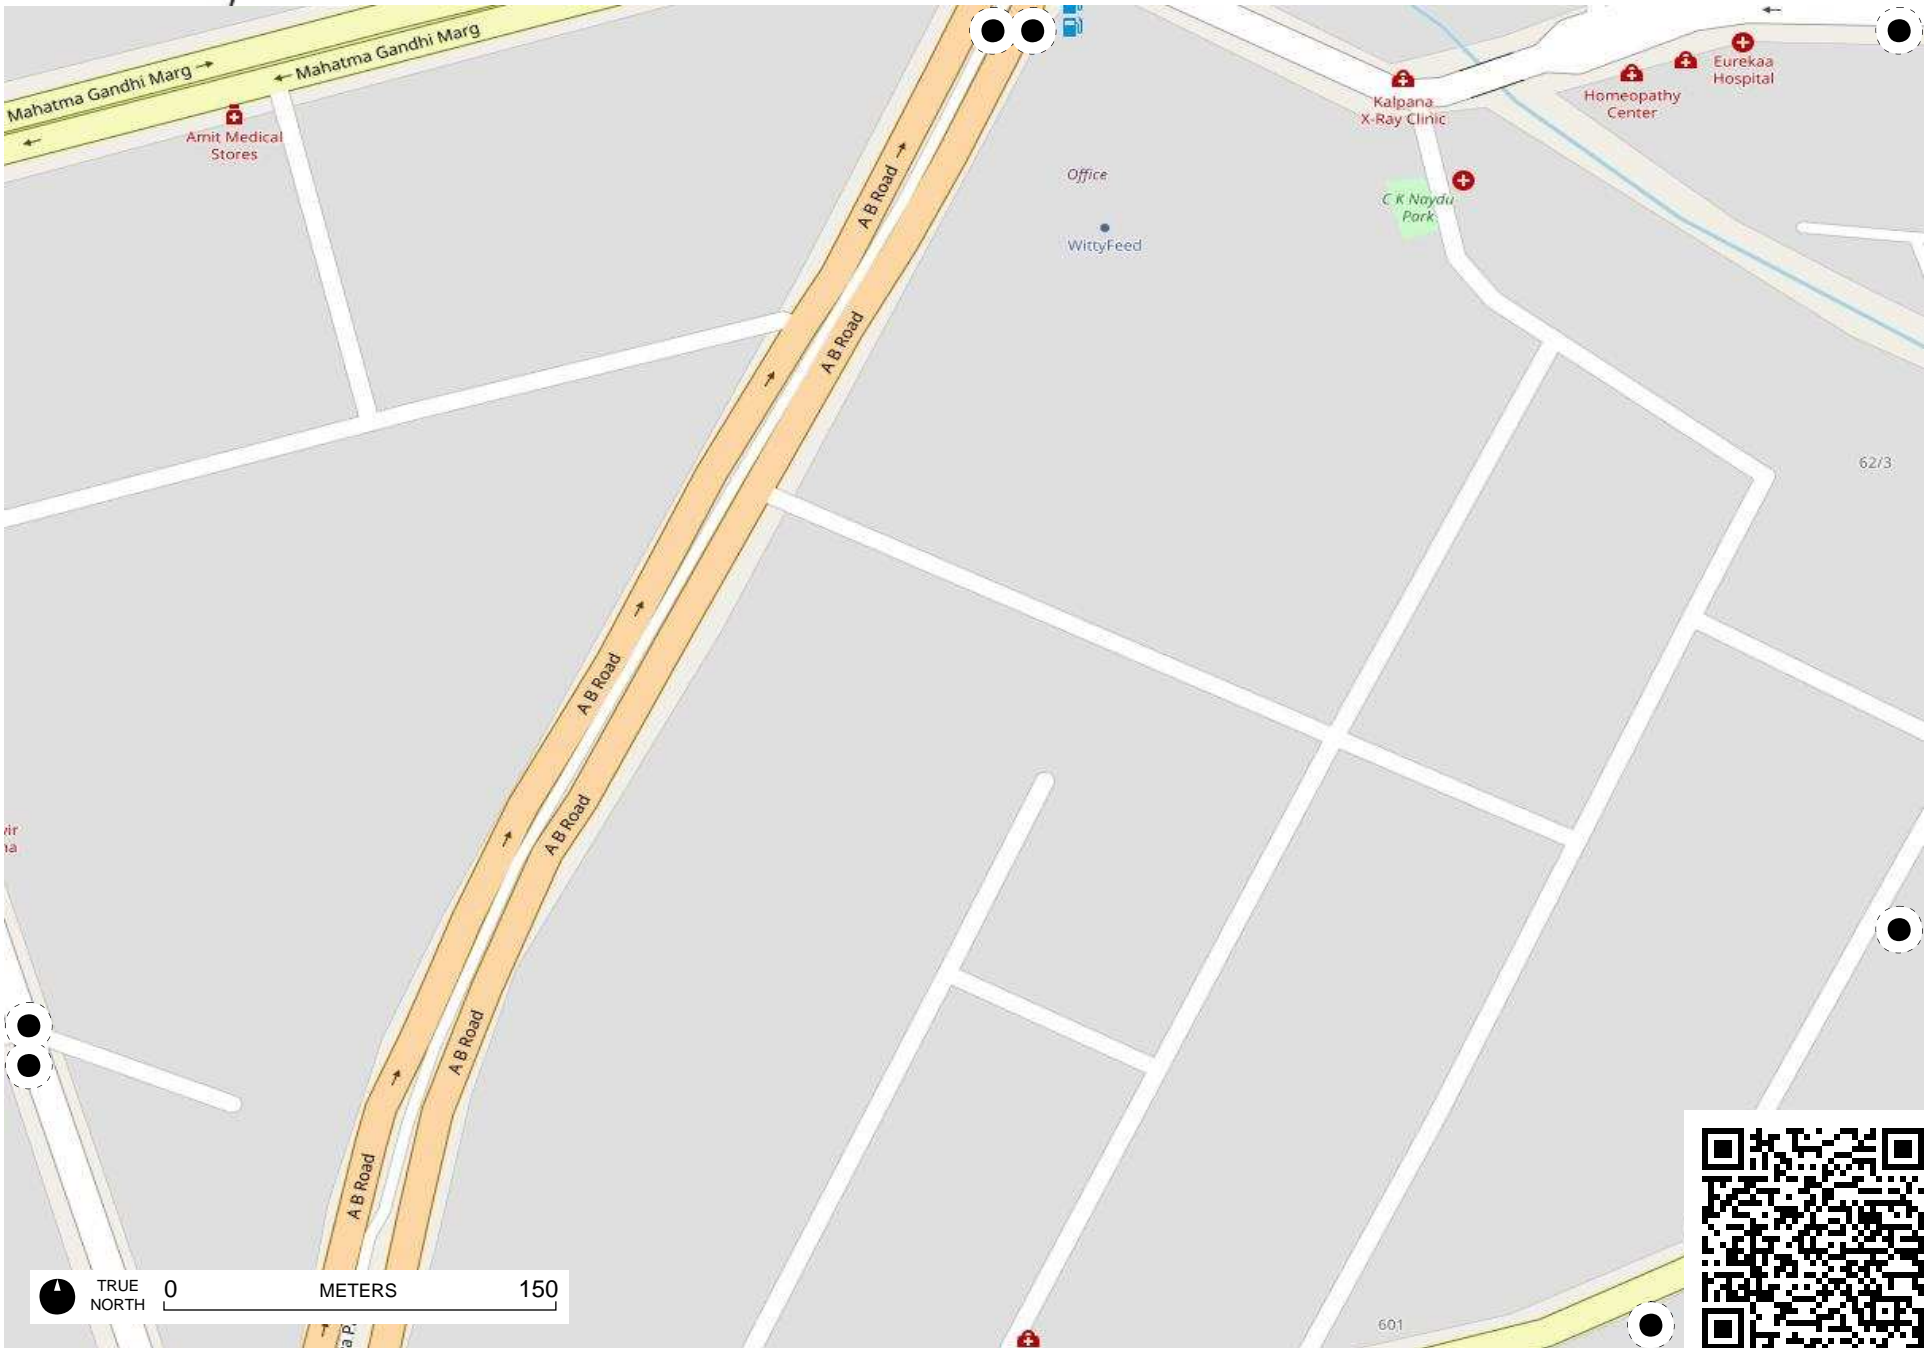 Mahatma Gandhi Marg →
← Mahatma Gandhi Marg
Amit Medical
Stores
Kalpana
X-Ray Clinic
Homeopathy
Center
Eurekaa
Hospital
Office
WittyFeed
C K Naydu
Park
A B Road
A B Road
62/3
A B Road
A B Road
A B Road
A B Road
TRUE
NORTH
0
METERS
150
601